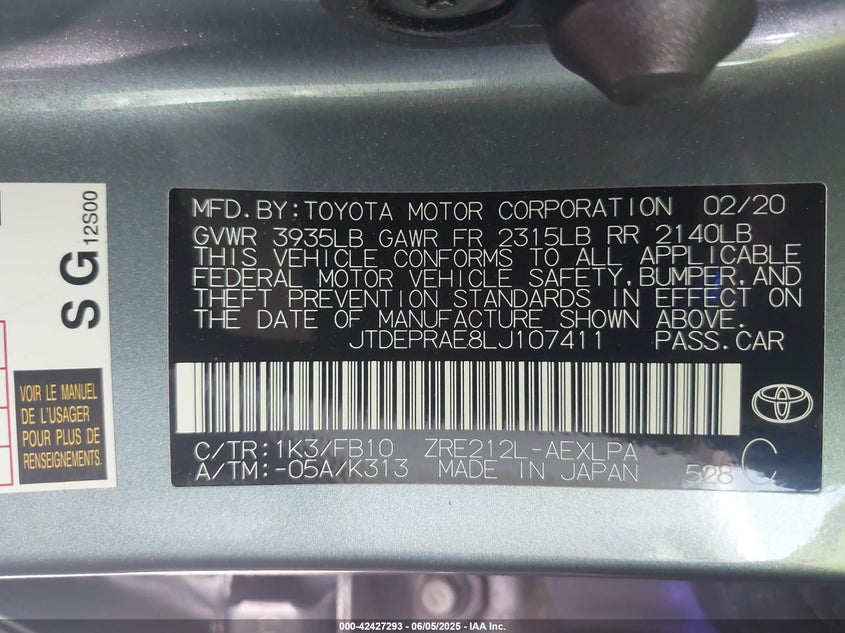 SG 12S00
VOIR LE MANUEL
DE L'USAGER
POUR PLUS DE
RENSEIGNEMENTS.
MFD.BY:TOYOTA MOTOR CORPORATION 02/20
GVWR 3935LB GAWR FR 2315LB RR 2140LB
THIS VEHICLE CONFORMS TO ALL APPLICABLE
FEDERAL MOTOR VEHICLE SAFETY,BUMPER,AND
THEFT PREVENTION STANDARDS IN EFFECT ON
THE DATE OF MANUFACTURE SHOWN ABOVE.
JTDEPRAE8LJ107411 PASS.CAR
C/TR:1K3/FB10 ZRE212L-AEXLPA
A/TM:-05A/K313 MADE IN JAPAN 528 C
000-42427293 - 06/05/2025 - IAA Inc.